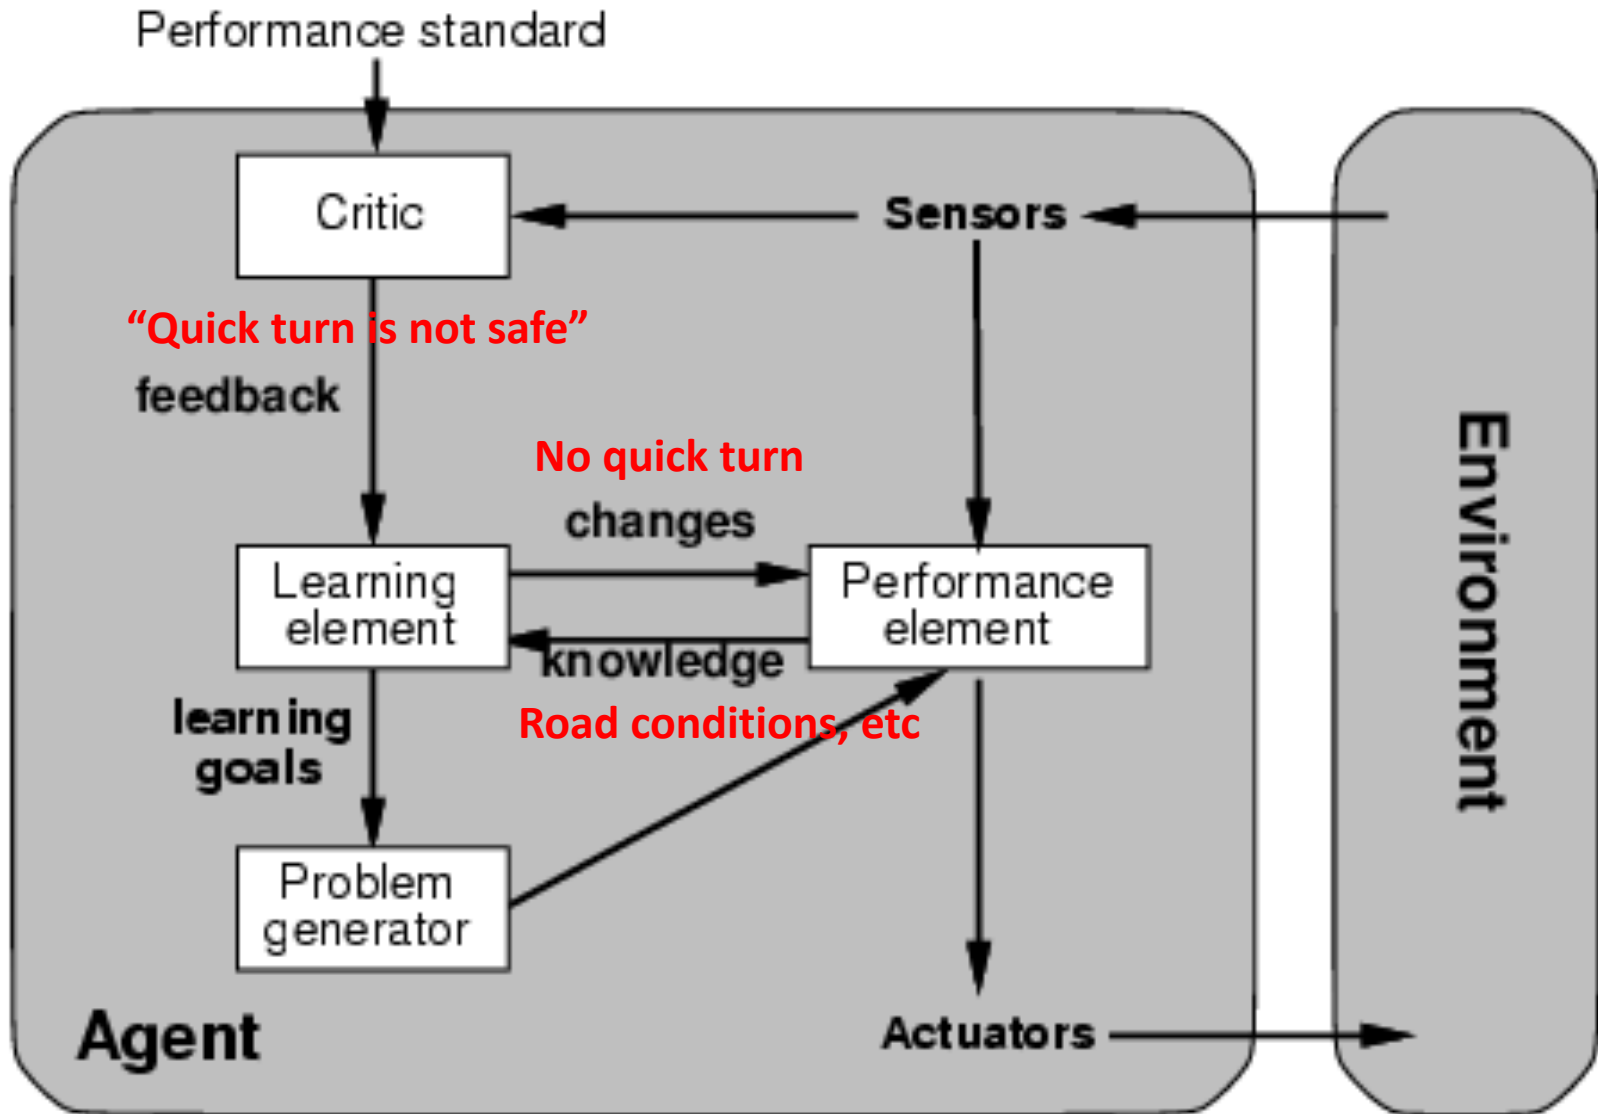 Performance standard
Critic
Sensors
“Quick turn is not safe”
feedback
No quick turn
changes
Learning
element
Performance
element
knowledge
Road conditions, etc
learning
goals
Problem
generator
Agent
Actuators
Environment